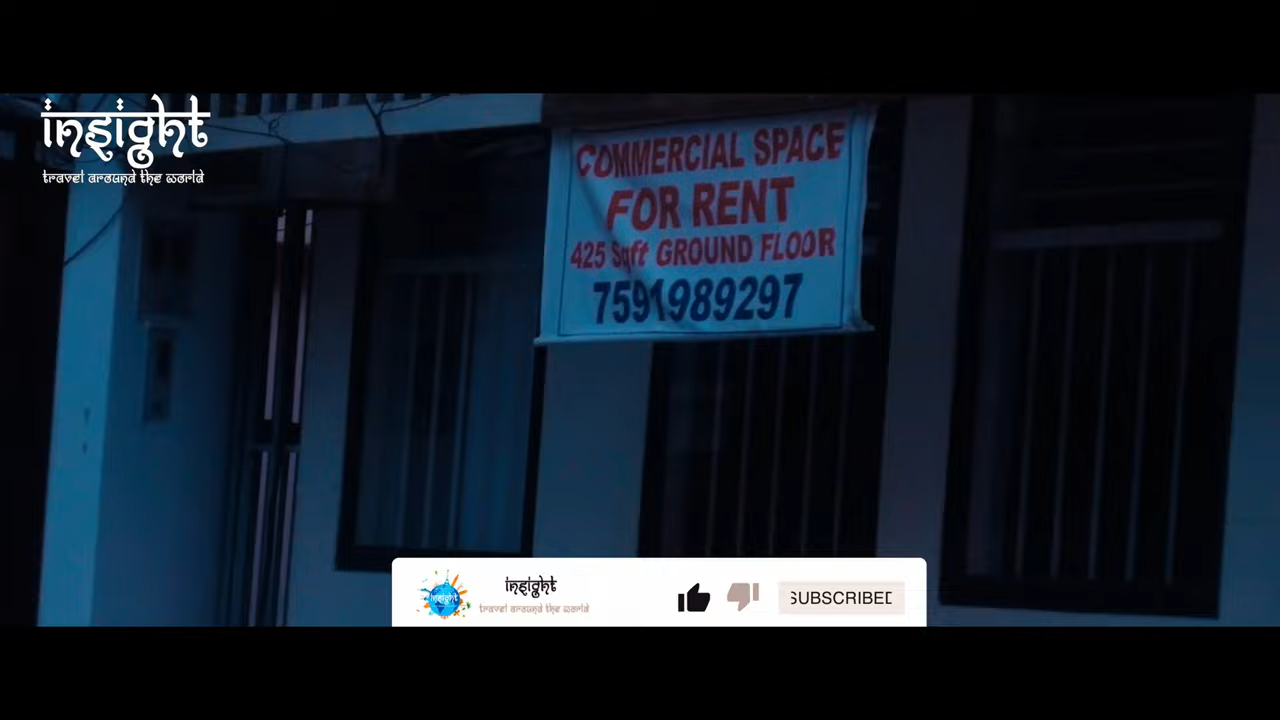 insight
travel around the world
COMMERCIAL SPACE
FOR RENT
425 Sqft GROUND FLOOR
7591989297
insight
insight
travel around the world
SUBSCRIBED